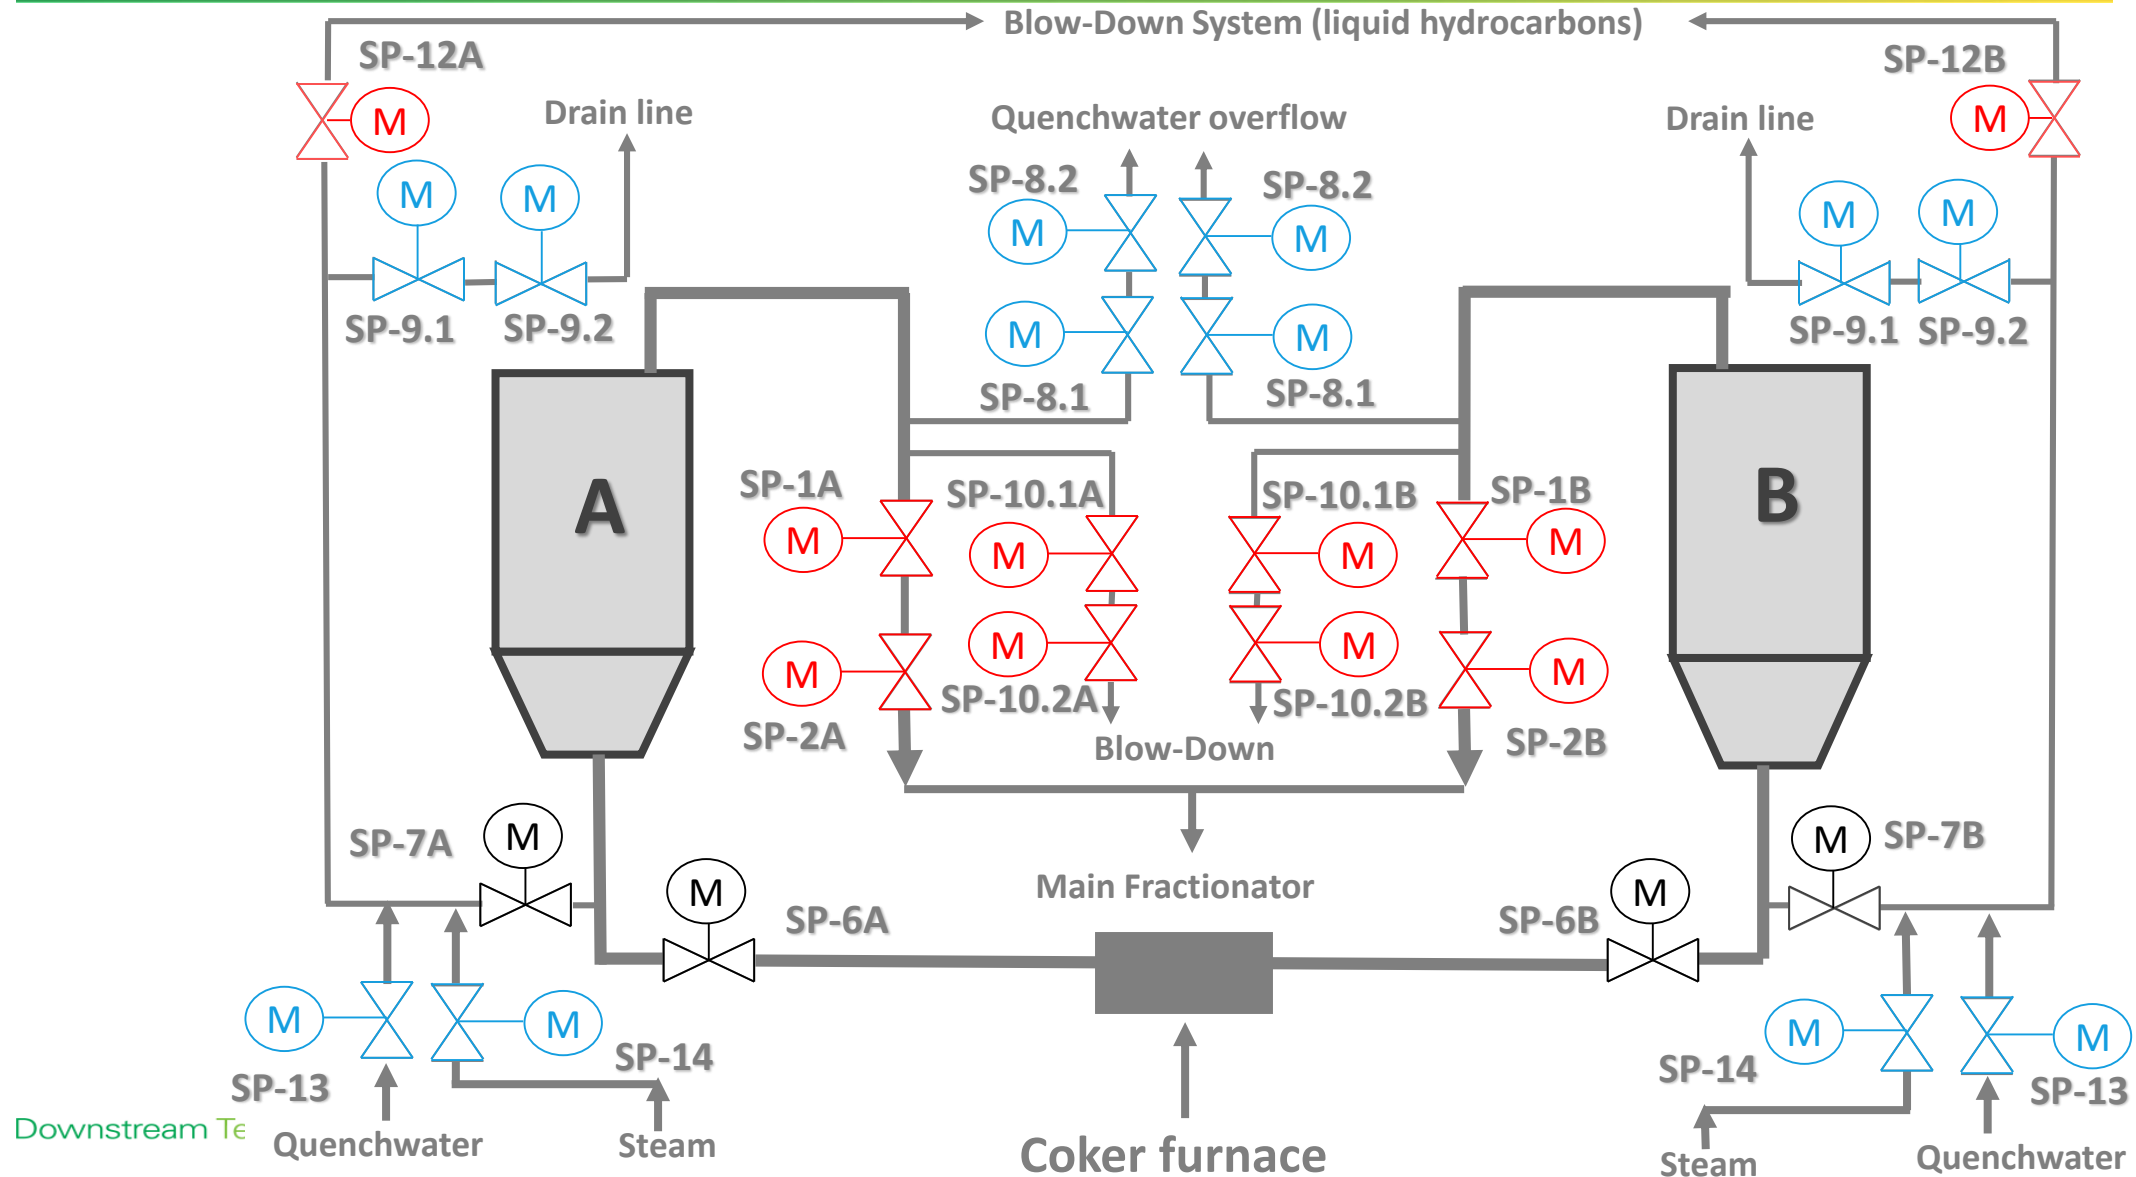 Blow-Down System (liquid hydrocarbons)
SP-12A
SP-12B
M
M
Drain line
Quenchwater overflow
Drain line
M
M
SP-8.2
SP-8.2
M
M
M
M
SP-9.1
SP-9.2
M
M
SP-9.1
SP-9.2
SP-8.1
SP-8.1
A
B
SP-1A
SP-10.1A
SP-10.1B
SP-1B
M
M
M
M
M
M
M
M
SP-2A
SP-10.2A
SP-10.2B
SP-2B
Blow-Down
SP-7A
M
M
SP-7B
M
M
Main Fractionator
SP-6A
SP-6B
M
M
M
M
SP-13
SP-14
SP-14
SP-13
Downstream Te
Quenchwater
Steam
Coker furnace
Steam
Quenchwater